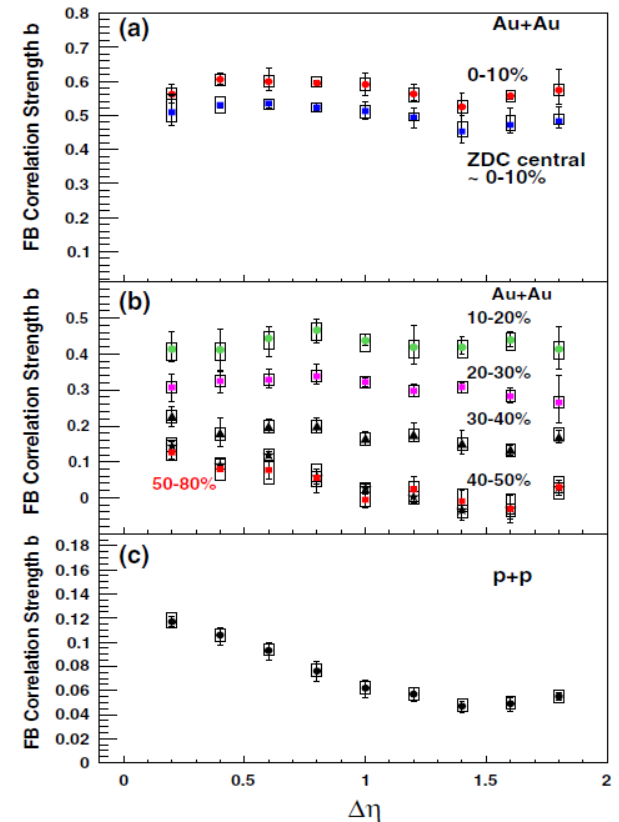 (a)
Au+Au
0-10%
ZDC central
~ 0-10%
FB Correlation Strength b
0.8
0.7
0.6
0.5
0.4
0.3
0.2
0.1
(b)
Au+Au
10-20%
20-30%
30-40%
40-50%
50-80%
FB Correlation Strength b
0.5
0.4
0.3
0.2
0.1
0
(c)
p+p
FB Correlation Strength b
0.18
0.16
0.14
0.12
0.1
0.08
0.06
0.04
0.02
0
0 0.5 1 1.5 2
Δη